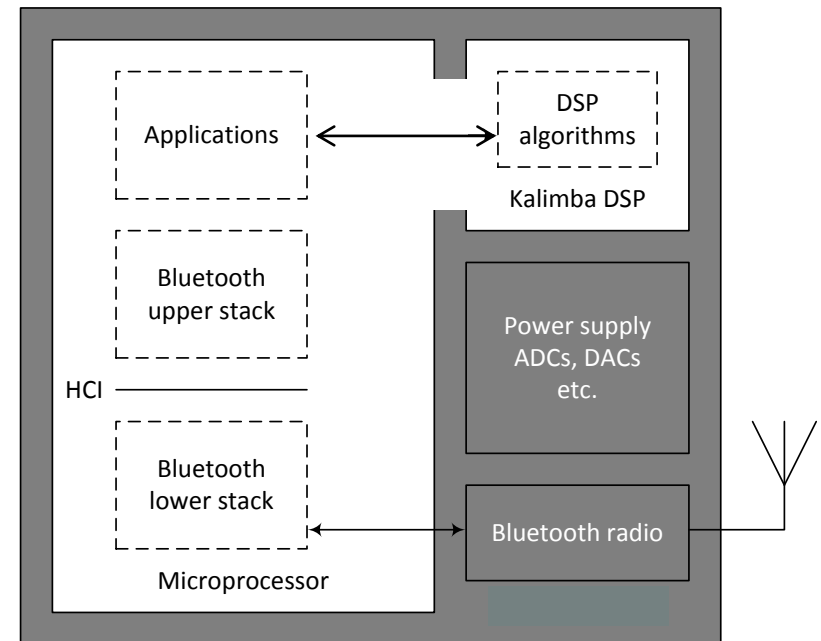 Applications
DSP
algorithms
Kalimba DSP
Bluetooth
upper stack
Power supply
ADCs, DACs
etc.
HCI
Bluetooth
lower stack
Bluetooth radio
Microprocessor